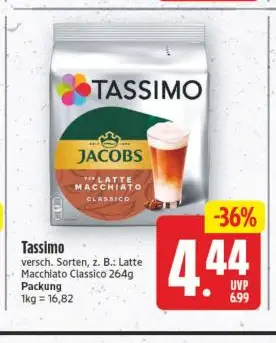 TASSIMO
JACOBS
TYPE LATTE
MACCHIATO
CLASSICO
-36%
Tassimo
versch. Sorten, z. B.: Latte
Macchiato Classico 264g
Packung
1kg = 16,82
4.44
UVP
6.99